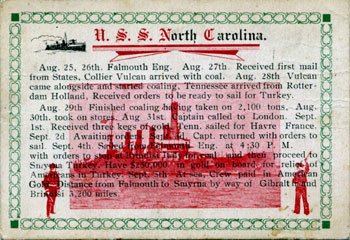 U. S. S. North Carolina.
Aug. 25, 26th. Falmouth Eng. Aug. 27th. Received first mail
from States, Collier Vulcan arrived with coal. Aug. 28th Vulcan
came alongside and started coaling, Tennessee arrived from Rotter-
dam Holland, Received orders to be ready to sail for Turkey.
Aug. 29th Finished coaling having taken on 2,100 tons. Aug.
30th. took on stores Aug 31st. Captain called to London. Sept.
1st. Received three kegs of gold. Tenn. sailed for Havre France.
Sept. 2d Awaiting orders to sail, Capt. returned with orders to
sail. Sept. 4th Sailed from Falmouth Eng. at 4:30 P. M.
with orders to stop at Brindisi Italy for coal and then proceed to
Smyrna Turkey. Have $250,000 in gold on board for relief of
Americans in Turkey. Sept. 5th At sea, Crew paid in American
Gold. Distance from Falmouth to Smyrna by way of Gibraltar and
Brindisi 3,200 miles